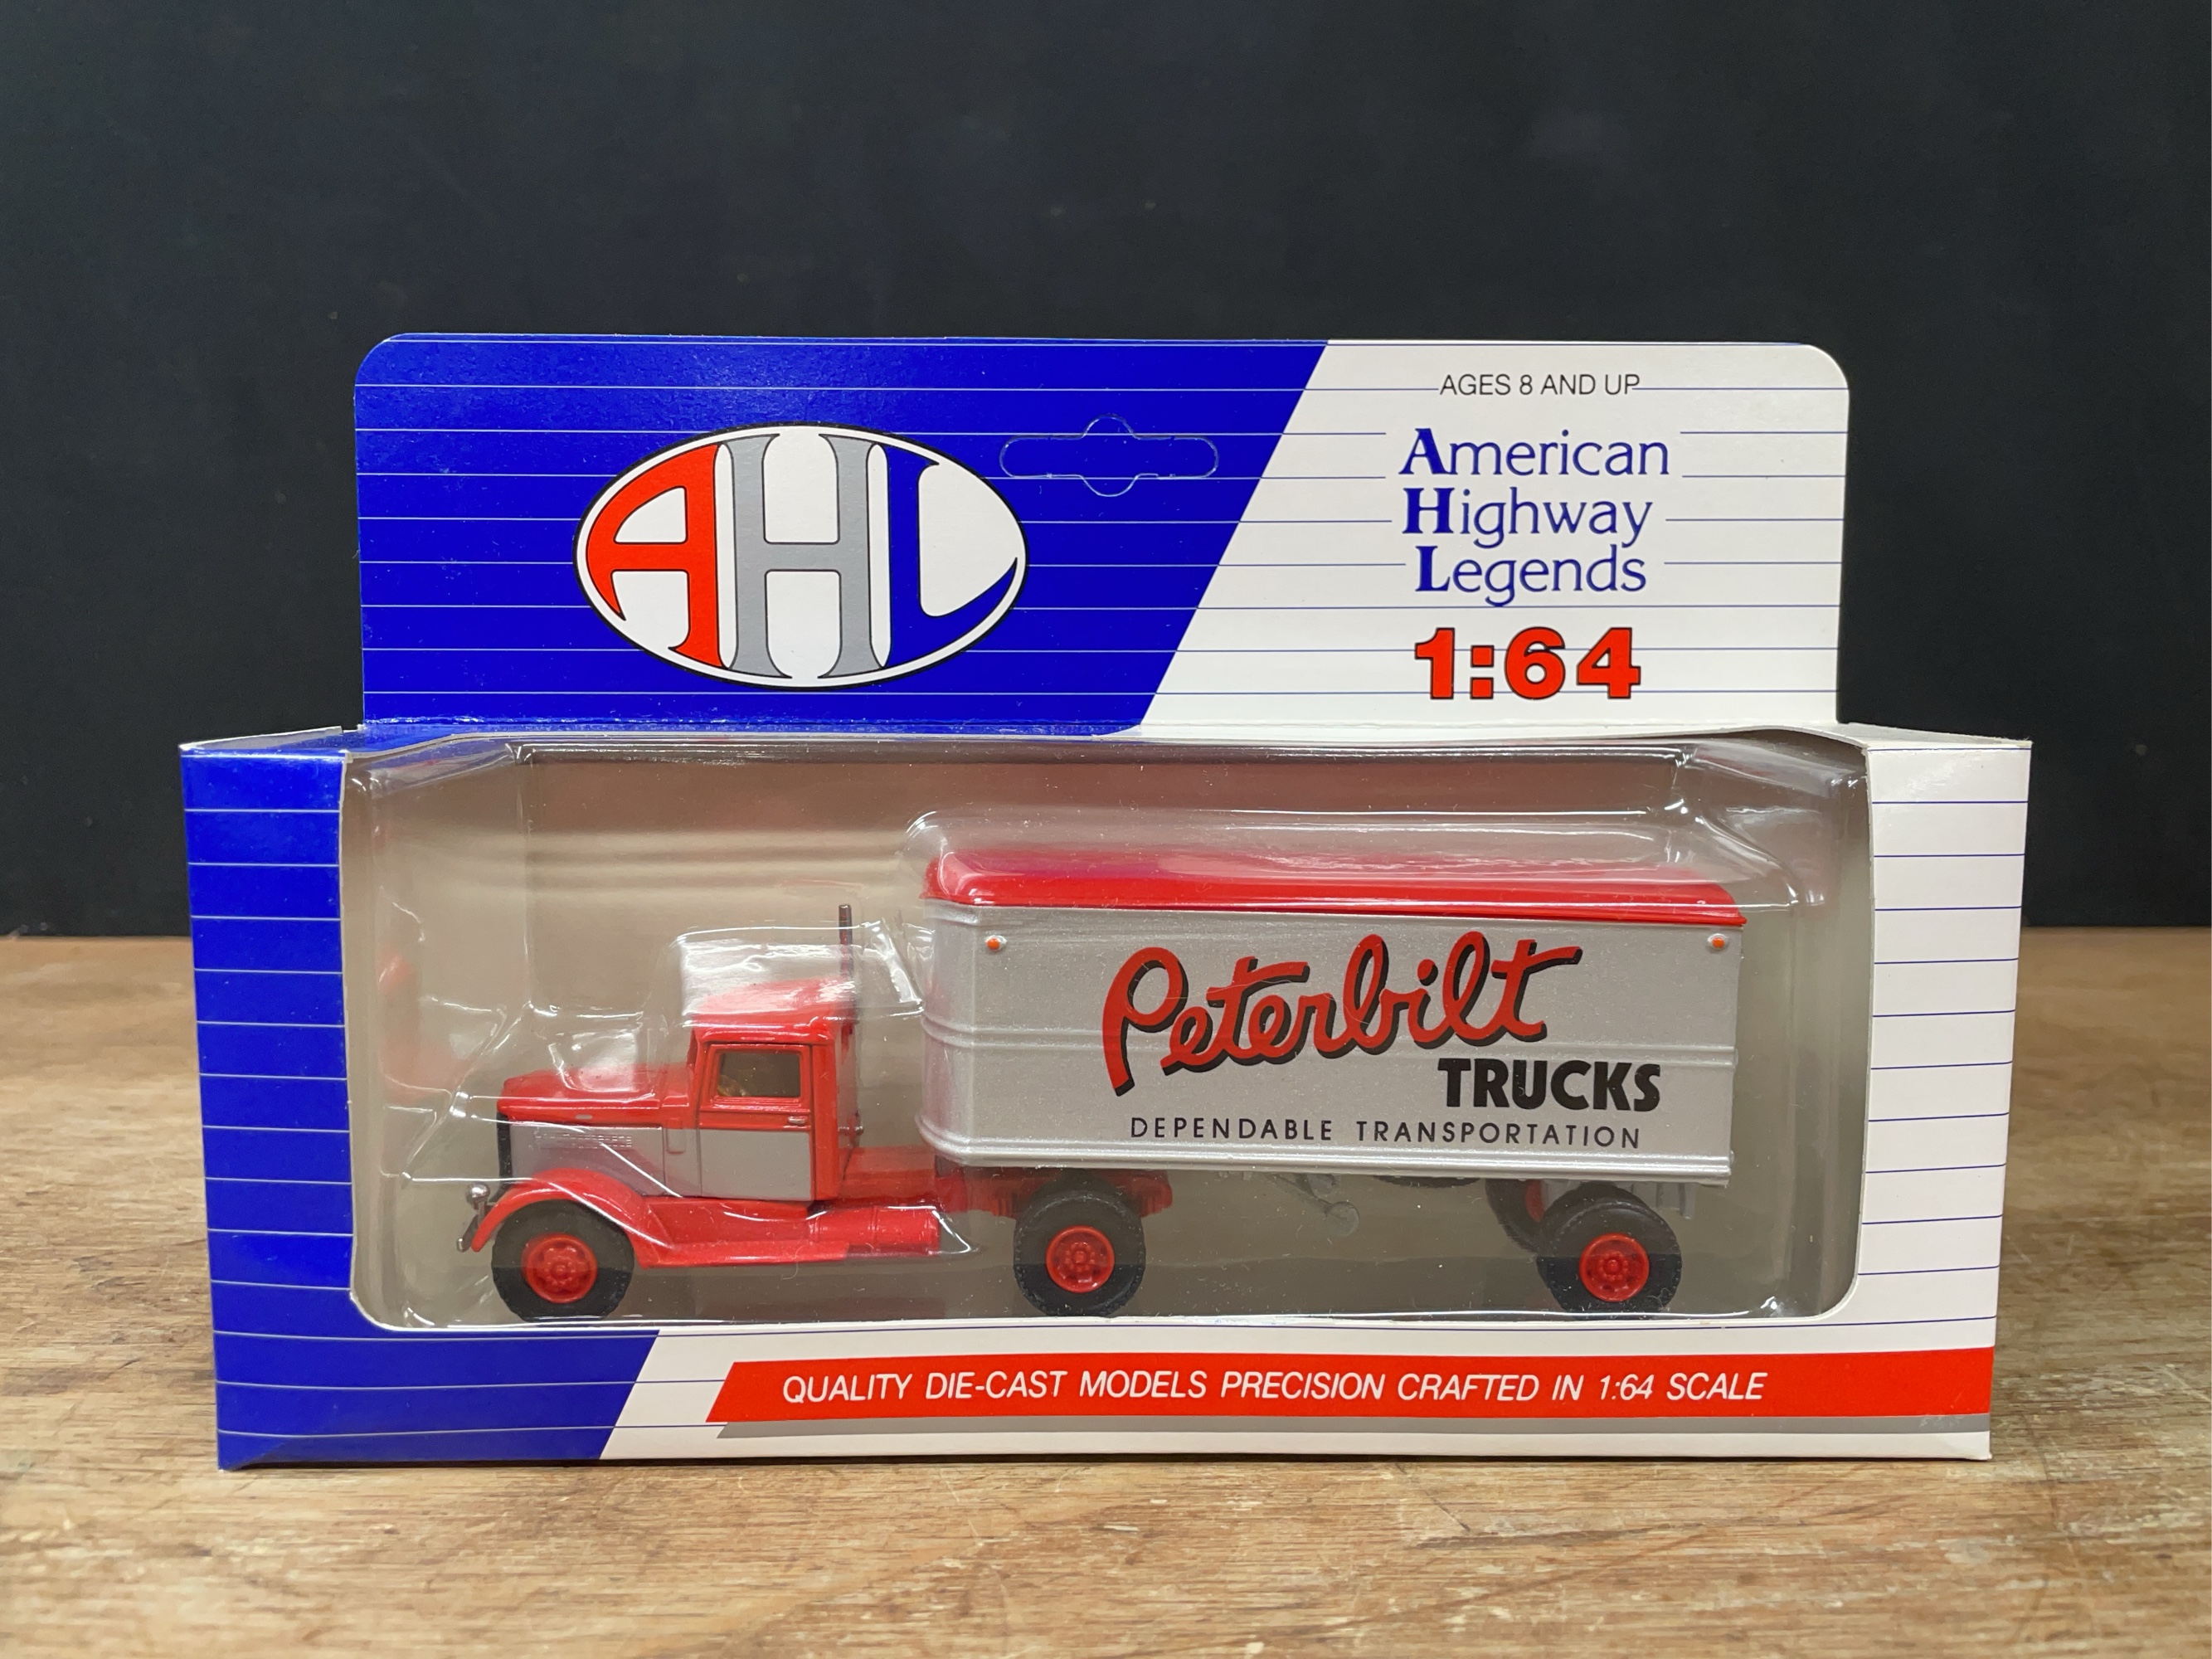 AGES 8 AND UP
AHL
American
Highway
Legends
1:64
Peterbilt
TRUCKS
DEPENDABLE TRANSPORTATION
QUALITY DIE-CAST MODELS PRECISION CRAFTED IN 1:64 SCALE